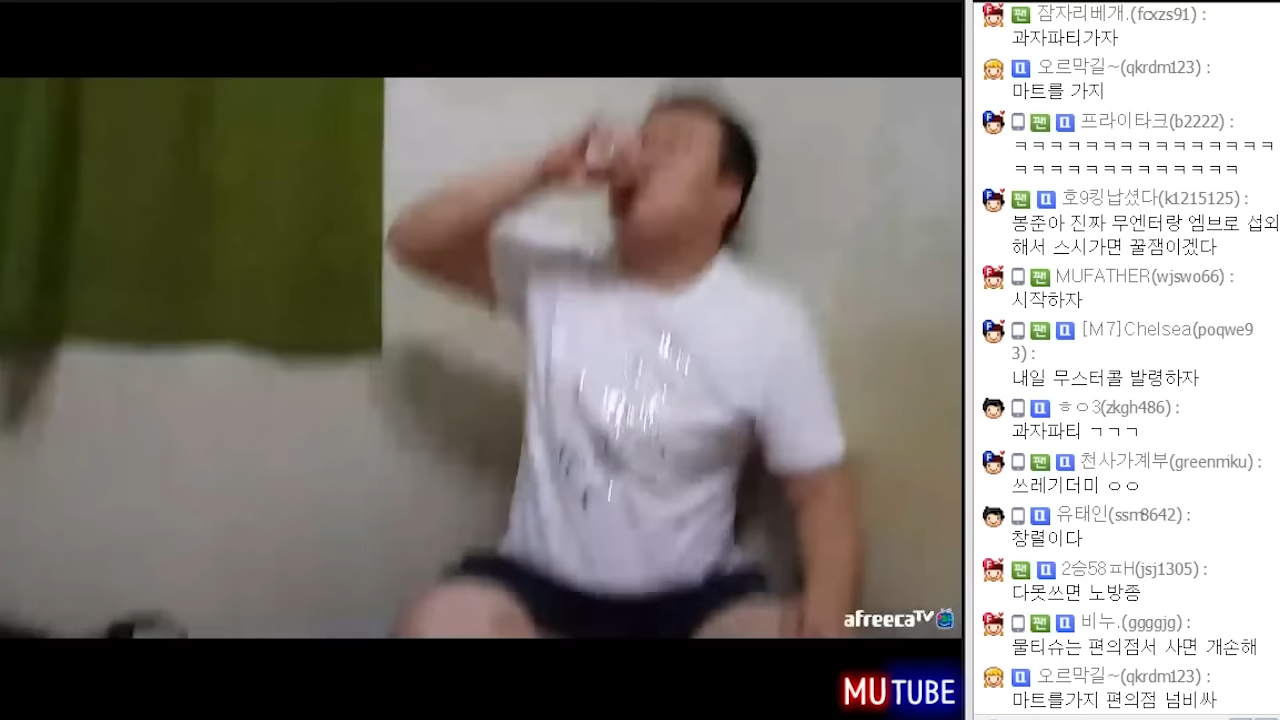 잠자리베개.(fcxzs91) :
과자파티가자
오르막길~(qkrdm123) :
마트를 가지
프라이타크(b2222) :
ㅋㅋㅋㅋㅋㅋㅋㅋㅋㅋㅋㅋㅋㅋㅋ
ㅋㅋㅋㅋㅋㅋㅋㅋㅋㅋㅋㅋㅋ
호9킹납셨다(k1215125) :
봉준아 진짜 무엔터랑 엠브로 섭외
해서 스시가면 꿀잼이겠다
MUFATHER(wjswo66) :
시작하자
[M7]Chelsea(poqwe9
3) :
내일 무스터콜 발령하자
ㅎㅇ3(zkgh486) :
과자파티 ㄱㄱㄱ
천사가계부(greenmku) :
쓰레기더미 ㅇㅇ
유태인(ssm8642) :
창렬이다
2승58ㅍH(jsj1305) :
다못쓰면 노방종
비누.(ggggjg) :
물티슈는 편의점서 사면 개손해
오르막길~(qkrdm123) :
마트를가지 편의점 넘비싸
afreecaTV
MUTUBE